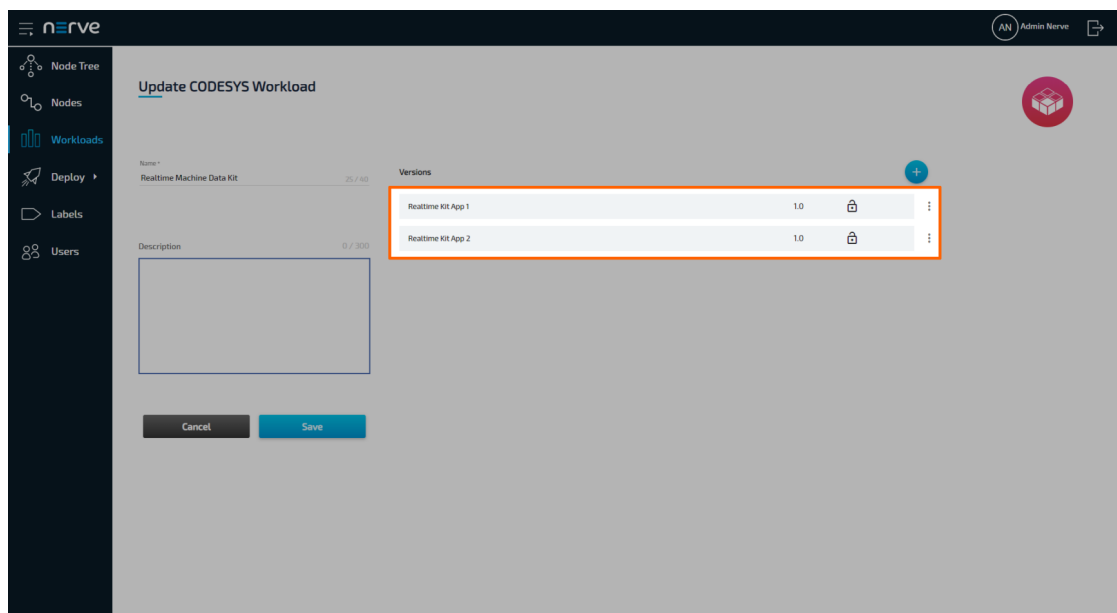 nerve
AN Admin Nerve
Node Tree
Nodes
Workloads
Deploy
Labels
Users
Update CODESYS Workload
Name *
Realtime Machine Data Kit 25 / 40
Description 0 / 300
Cancel Save
Versions
Realtime Kit App 1 1.0
Realtime Kit App 2 1.0